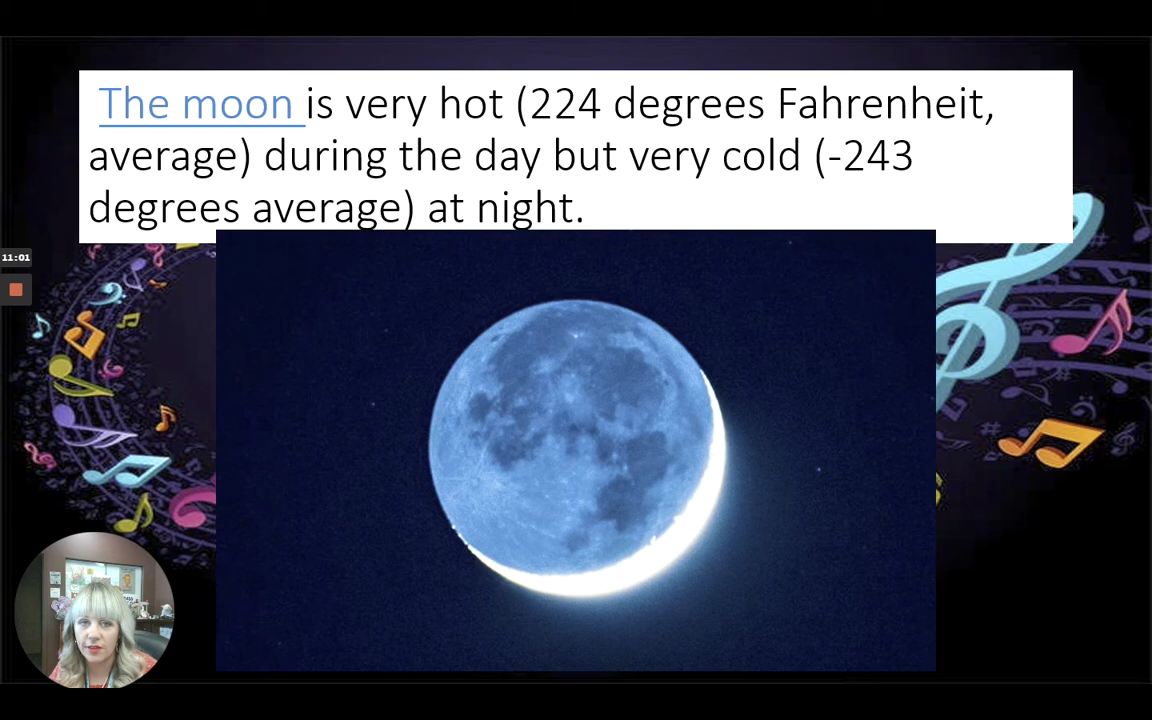 The moon is very hot (224 degrees Fahrenheit,
average) during the day but very cold (-243
degrees average) at night.
11:01